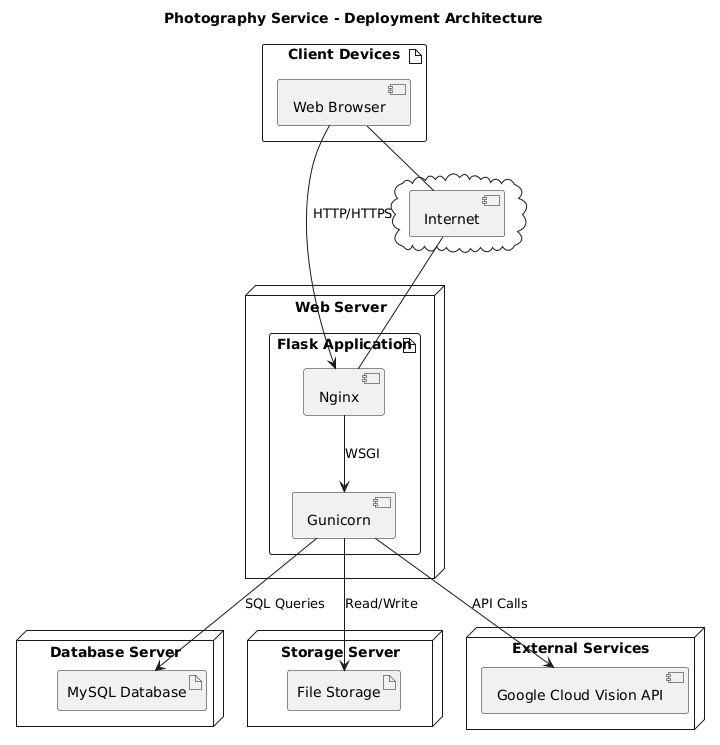 Photography Service - Deployment Architecture
Client Devices
Web Browser
HTTP/HTTPS
Internet
Web Server
Flask Application
Nginx
WSGI
Gunicorn
SQL Queries
Read/Write
API Calls
Database Server
MySQL Database
Storage Server
File Storage
External Services
Google Cloud Vision API